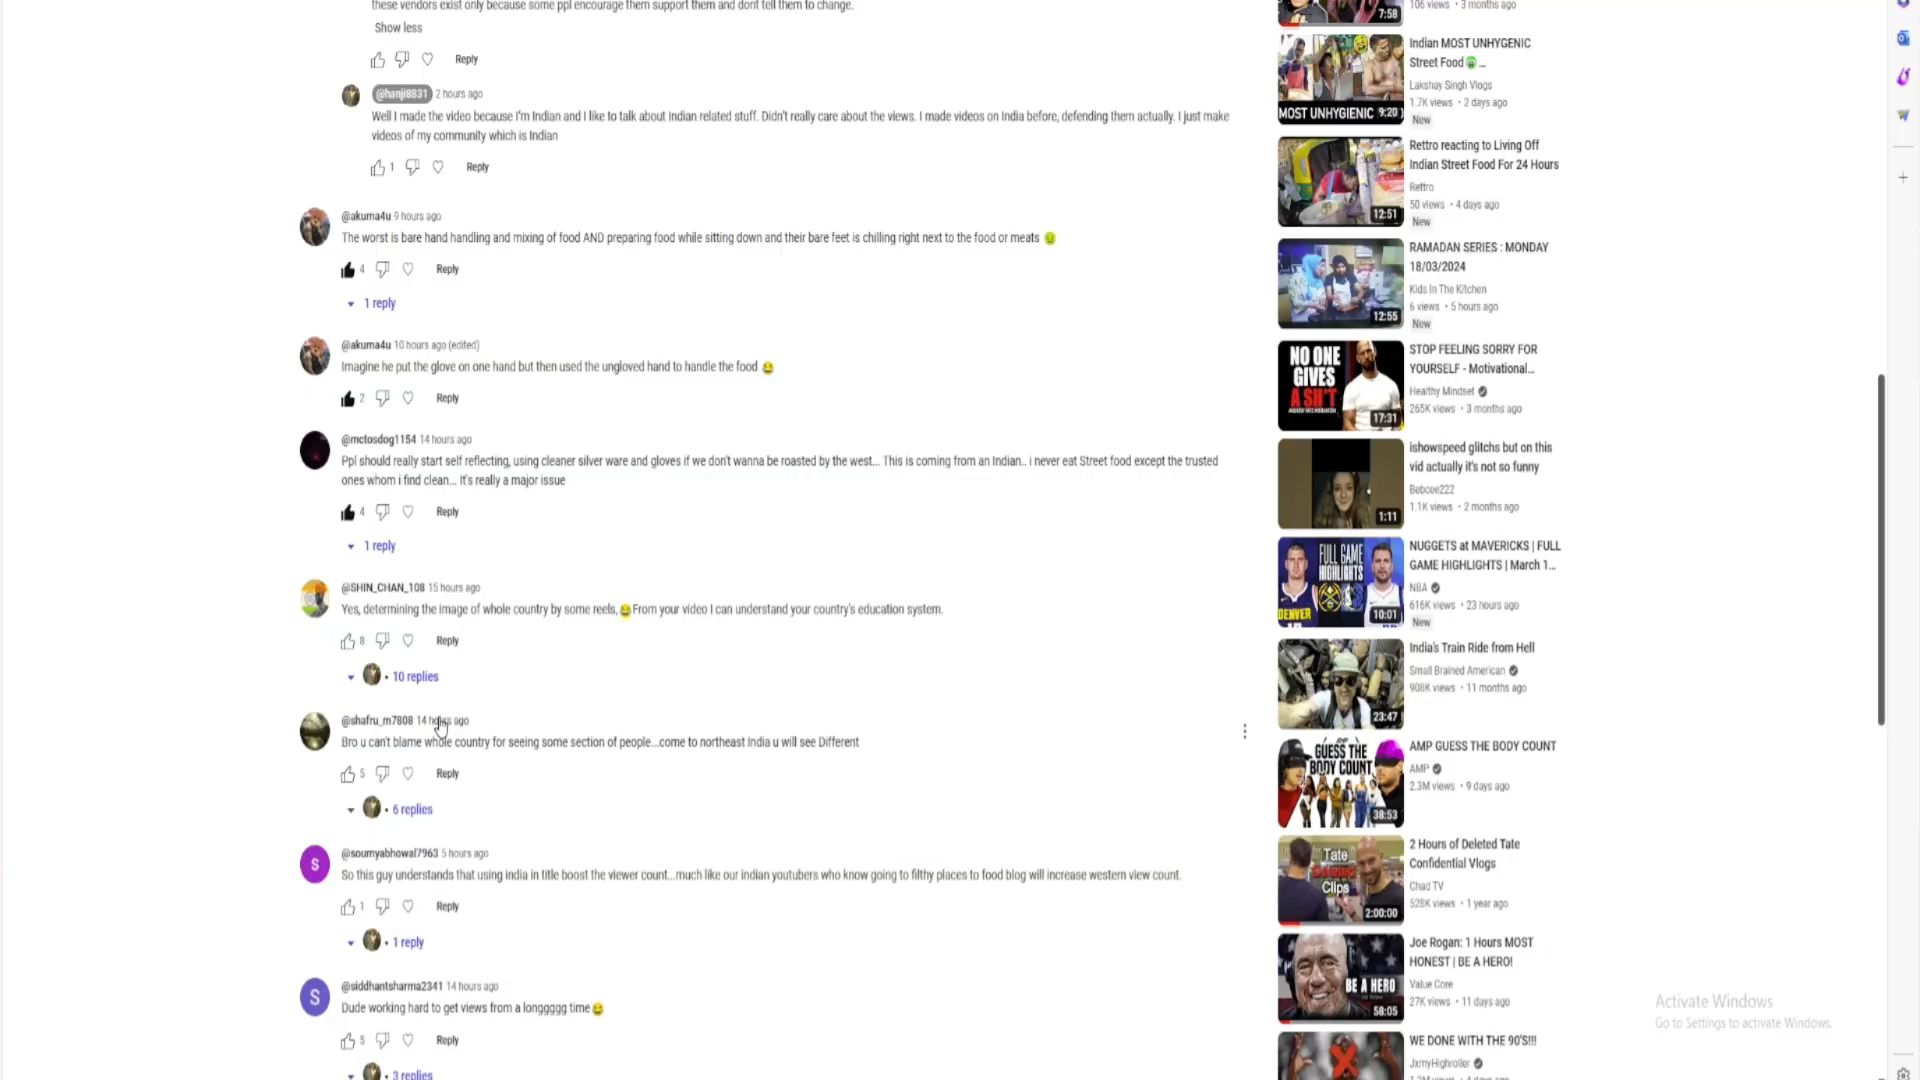 these vendors exist only because some ppl encourage them support them and dont tell them to change.
Show less
Reply
@hanji8831 2 hours ago
Well I made the video because I'm Indian and I like to talk about Indian related stuff. Didn't really care about the views. I made videos on India before, defending them actually. I just make
videos of my community which is Indian
1 Reply
@akuma4u 9 hours ago
The worst is bare hand handling and mixing of food AND preparing food while sitting down and their bare feet is chilling right next to the food or meats 🤢
4 Reply
1 reply
@akuma4u 10 hours ago (edited)
Imagine he put the glove on one hand but then used the ungloved hand to handle the food 😂
2 Reply
@mctosdog1154 14 hours ago
Ppl should really start self reflecting, using cleaner silver ware and gloves if we don't wanna be roasted by the west... This is coming from an Indian.. i never eat Street food except the trusted
ones whom i find clean... It's really a major issue
4 Reply
1 reply
@SHIN_CHAN_108 15 hours ago
Yes, determining the image of whole country by some reels,😂From your video I can understand your country's education system.
8 Reply
10 replies
@shafru_m7808 14 hours ago
Bro u can't blame whole country for seeing some section of people...come to northeast India u will see Different
5 Reply
6 replies
S
@soumyabhowal7963 5 hours ago
So this guy understands that using india in title boost the viewer count...much like our indian youtubers who know going to filthy places to food blog will increase western view count.
1 Reply
1 reply
S
@siddhantsharma2341 14 hours ago
Dude working hard to get views from a longgggg time😂
5 Reply
3 replies
7:58
106 views • 3 months ago
MOST UNHYGIENIC 9:20
Indian MOST UNHYGENIC
Street Food🤮...
Lakshay Singh Vlogs
1.7K views • 2 days ago
New
12:51
Rettro reacting to Living Off
Indian Street Food For 24 Hours
Rettro
50 views • 4 days ago
New
12:55
RAMADAN SERIES : MONDAY
18/03/2024
Kids In The Kitchen
6 views • 5 hours ago
New
NO ONE
GIVES
A SH*T
17:31
STOP FEELING SORRY FOR
YOURSELF - Motivational...
Healthy Mindset
265K views • 3 months ago
1:11
ishowspeed glitchs but on this
vid actually it's not so funny
Bebcee222
1.1K views • 2 months ago
FULL GAME
HIGHLIGHTS
DENVER
10:01
NUGGETS at MAVERICKS | FULL
GAME HIGHLIGHTS | March 1...
NBA
616K views • 23 hours ago
New
23:47
India's Train Ride from Hell
Small Brained American
908K views • 11 months ago
GUESS THE
BODY COUNT
38:53
AMP GUESS THE BODY COUNT
AMP
2.3M views • 9 days ago
Tate
Deleted
Clips
2:00:00
2 Hours of Deleted Tate
Confidential Vlogs
Chad TV
528K views • 1 year ago
BE A HERO
58:05
Joe Rogan: 1 Hours MOST
HONEST | BE A HERO!
Value Core
27K views • 11 days ago
WE DONE WITH THE 90'S!!!
JxmyHighroller
Activate Windows
Go to Settings to activate Windows.